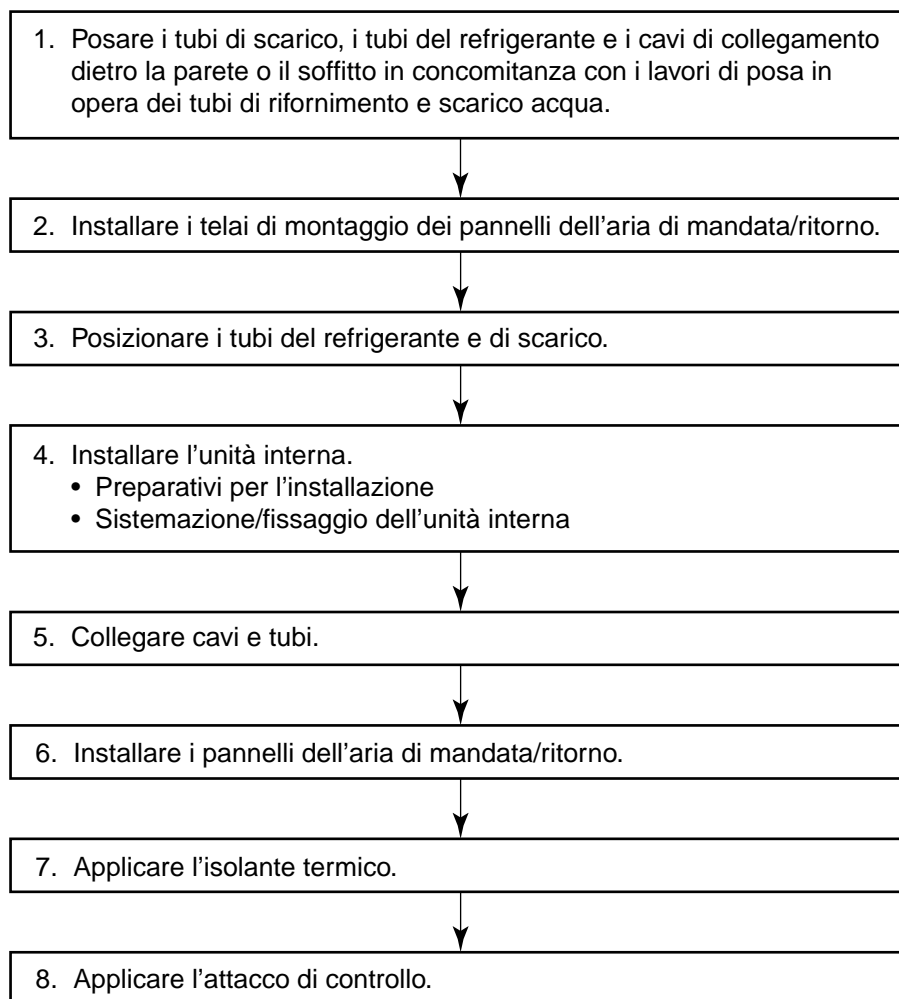 1. Posare i tubi di scarico, i tubi del refrigerante e i cavi di collegamento
dietro la parete o il soffitto in concomitanza con i lavori di posa in
opera dei tubi di rifornimento e scarico acqua.
2. Installare i telai di montaggio dei pannelli dell'aria di mandata/ritorno.
3. Posizionare i tubi del refrigerante e di scarico.
4. Installare l'unità interna.
• Preparativi per l'installazione
• Sistemazione/fissaggio dell'unità interna
5. Collegare cavi e tubi.
6. Installare i pannelli dell'aria di mandata/ritorno.
7. Applicare l'isolante termico.
8. Applicare l'attacco di controllo.